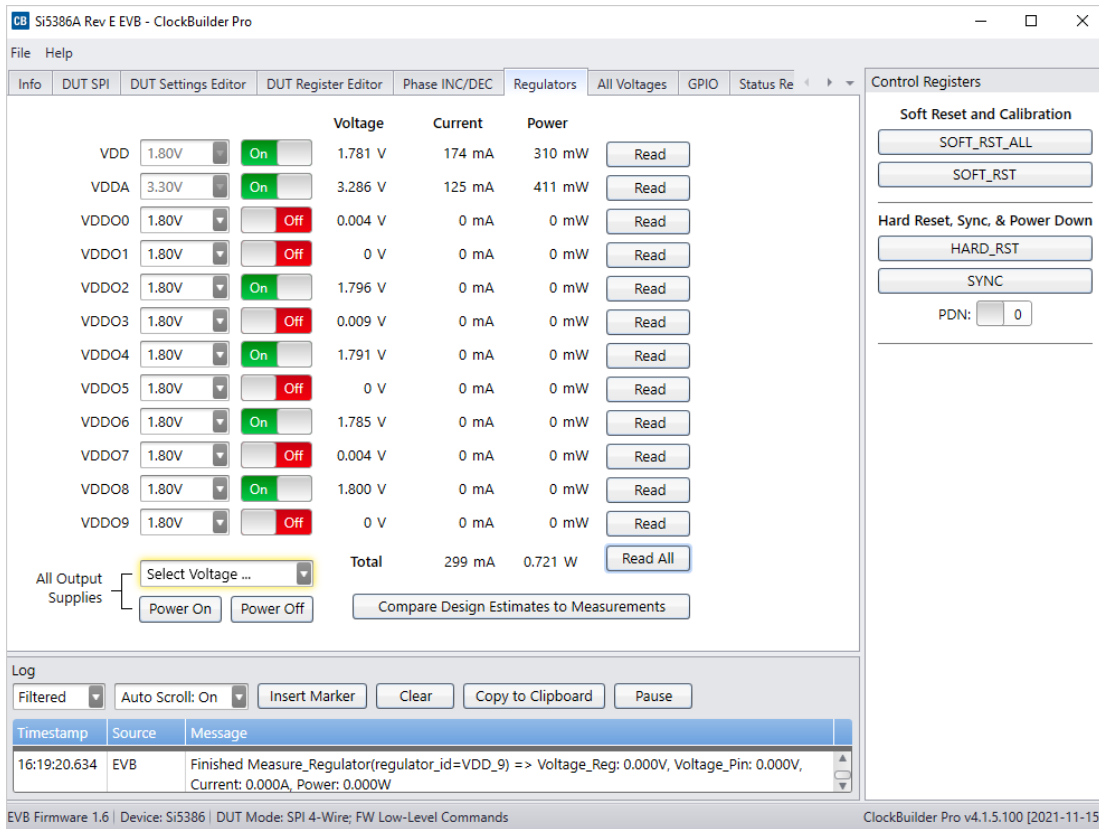 CB Si5386A Rev E EVB - ClockBuilder Pro
File Help
Info DUT SPI DUT Settings Editor DUT Register Editor Phase INC/DEC Regulators All Voltages GPIO Status Re
Voltage Current Power
VDD 1.80V On 1.781 V 174 mA 310 mW Read
VDDA 3.30V On 3.286 V 125 mA 411 mW Read
VDDO0 1.80V Off 0.004 V 0 mA 0 mW Read
VDDO1 1.80V Off 0 V 0 mA 0 mW Read
VDDO2 1.80V On 1.796 V 0 mA 0 mW Read
VDDO3 1.80V Off 0.009 V 0 mA 0 mW Read
VDDO4 1.80V On 1.791 V 0 mA 0 mW Read
VDDO5 1.80V Off 0 V 0 mA 0 mW Read
VDDO6 1.80V On 1.785 V 0 mA 0 mW Read
VDDO7 1.80V Off 0.004 V 0 mA 0 mW Read
VDDO8 1.80V On 1.800 V 0 mA 0 mW Read
VDDO9 1.80V Off 0 V 0 mA 0 mW Read
Total 299 mA 0.721 W Read All
All Output
Supplies
Select Voltage ...
Power On Power Off
Compare Design Estimates to Measurements
Control Registers
Soft Reset and Calibration
SOFT_RST_ALL
SOFT_RST
Hard Reset, Sync, & Power Down
HARD_RST
SYNC
PDN: 0
Log
Filtered Auto Scroll: On Insert Marker Clear Copy to Clipboard Pause
Timestamp Source Message
16:19:20.634 EVB Finished Measure_Regulator(regulator_id=VDD_9) => Voltage_Reg: 0.000V, Voltage_Pin: 0.000V,
Current: 0.000A, Power: 0.000W
EVB Firmware 1.6 Device: Si5386 DUT Mode: SPI 4-Wire; FW Low-Level Commands ClockBuilder Pro v4.1.5.100 [2021-11-15